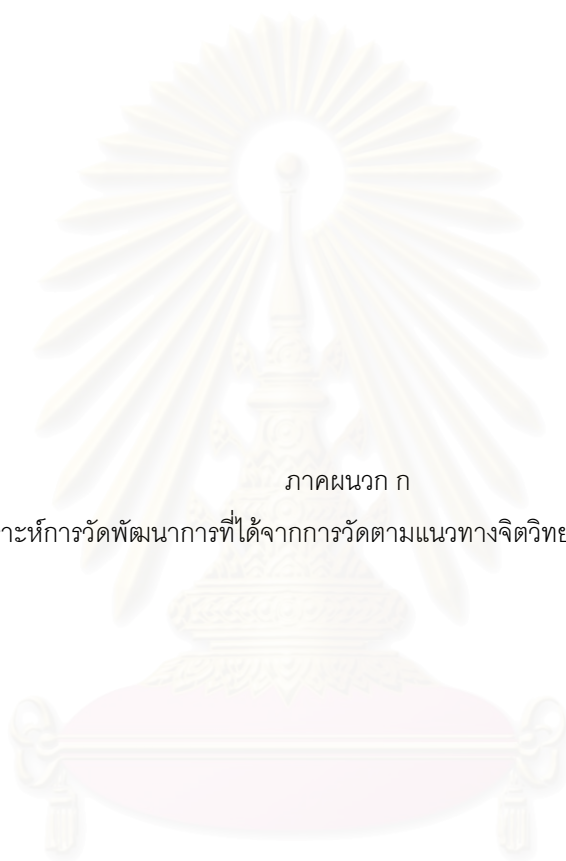 ภาคผนวก ก
าะห์การวัดพัฒนาการที่ได้จากการวัดตามแนวทางจิตวิท